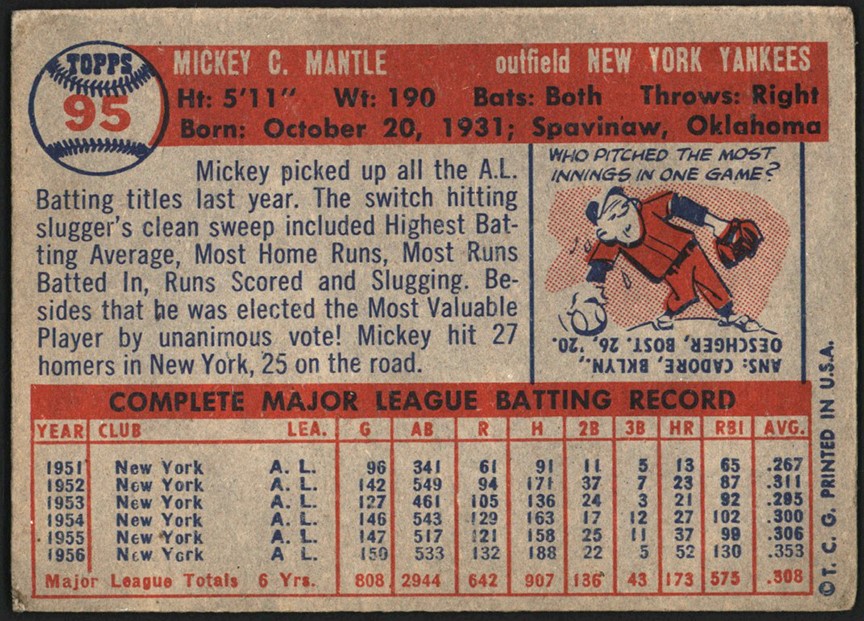 TOPPS
95
MICKEY C. MANTLE outfield NEW YORK YANKEES
Ht: 5'11" Wt: 190 Bats: Both Throws: Right
Born: October 20, 1931; Spavinaw, Oklahoma
Mickey picked up all the A.L.
Batting titles last year. The switch hitting
slugger's clean sweep included Highest Bat-
ting Average, Most Home Runs, Most Runs
Batted In, Runs Scored and Slugging. Be-
sides that he was elected the Most Valuable
Player by unanimous vote! Mickey hit 27
homers in New York, 25 on the road.
WHO PITCHED THE MOST
INNINGS IN ONE GAME?
ANS: CADORE, BKLYN.,
OESCHGER, BOST. 26, '20.
COMPLETE MAJOR LEAGUE BATTING RECORD
YEAR CLUB LEA. G AB R H 2B 3B HR RBI AVG.
1951 New York A. L. 96 341 61 91 11 5 13 65 .267
1952 New York A. L. 142 549 94 171 37 7 23 87 .311
1953 New York A. L. 127 461 105 136 24 3 21 92 .295
1954 New York A. L. 146 543 129 163 17 12 27 102 .300
1955 New York A. L. 147 517 121 158 25 11 37 99 .306
1956 New York A. L. 150 533 132 188 22 5 52 130 .353
Major League Totals 6 Yrs. 808 2944 642 907 136 43 173 575 .308
© T. C. G. PRINTED IN U.S.A.